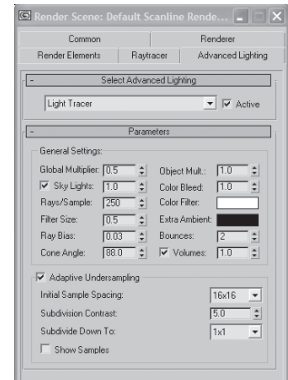 Render Scene: Default Scanline Rende...
Common Renderer
Render Elements Raytracer Advanced Lighting
- Select Advanced Lighting
Light Tracer Active
- Parameters
General Settings:
Global Multiplier: 0.5 Object Mult.: 1.0
Sky Lights: 1.0 Color Bleed: 1.0
Rays/Sample: 250 Color Filter:
Filter Size: 0.5 Extra Ambient:
Ray Bias: 0.03 Bounces: 2
Cone Angle: 88.0 Volumes: 1.0
Adaptive Undersampling
Initial Sample Spacing: 16x16
Subdivision Contrast: 5.0
Subdivide Down To: 1x1
Show Samples